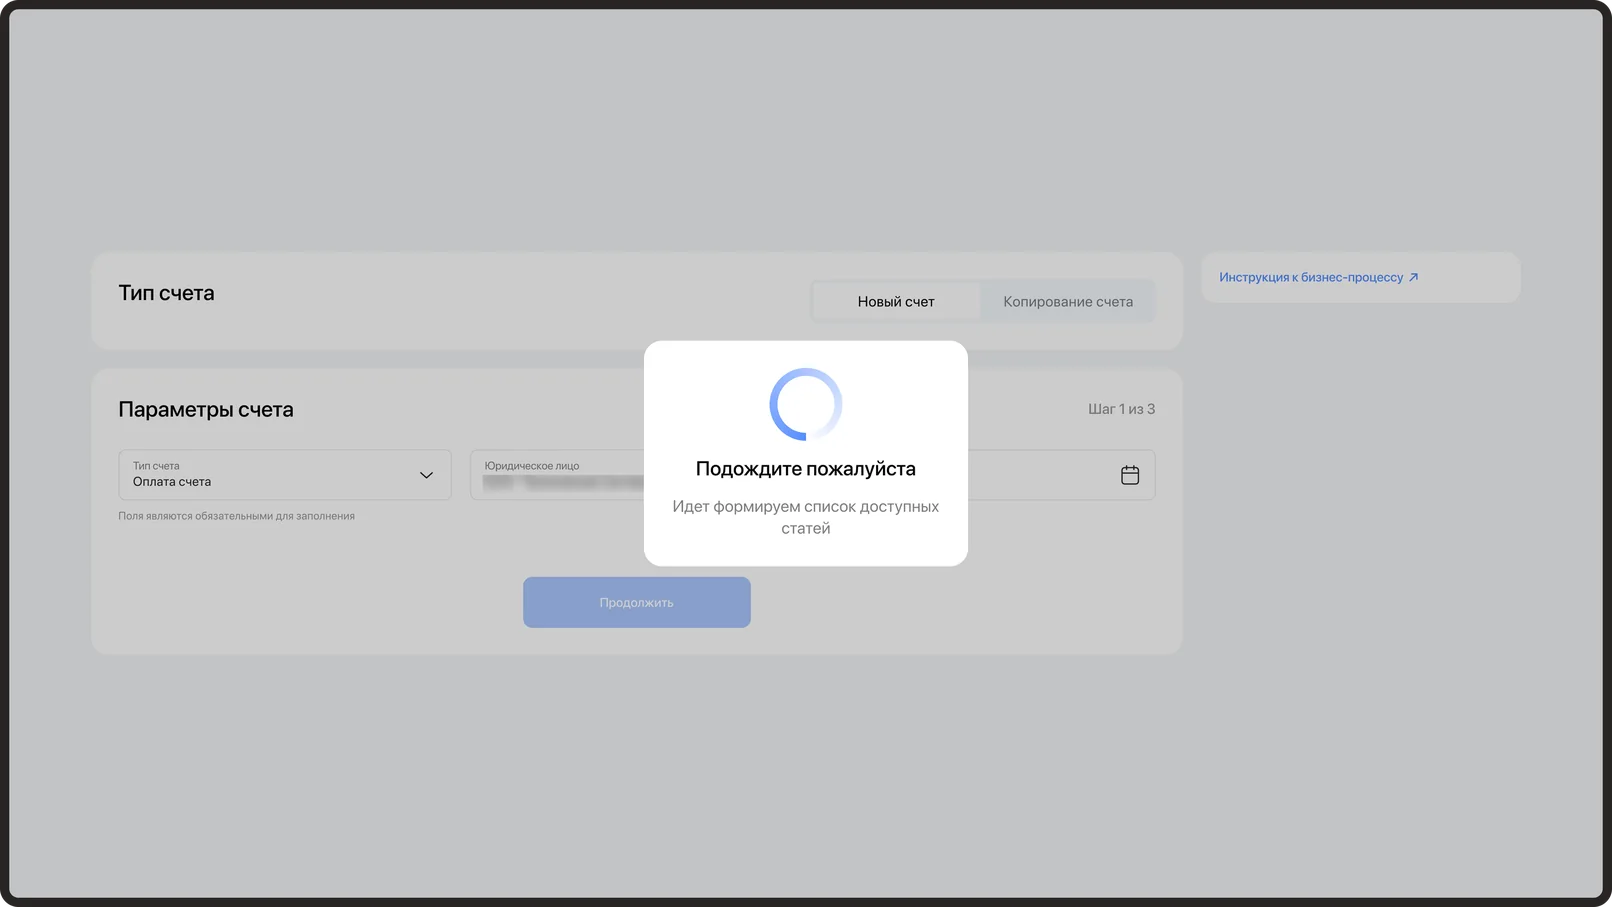 Тип счета
Новый счет
Копирование счета
Инструкция к бизнес-процессу
Параметры счета
Шаг 1 из 3
Тип счета
Оплата счета
Юридическое лицо
Поля являются обязательными для заполнения
Подождите пожалуйста
Идет формируем список доступных
статей
Продолжить